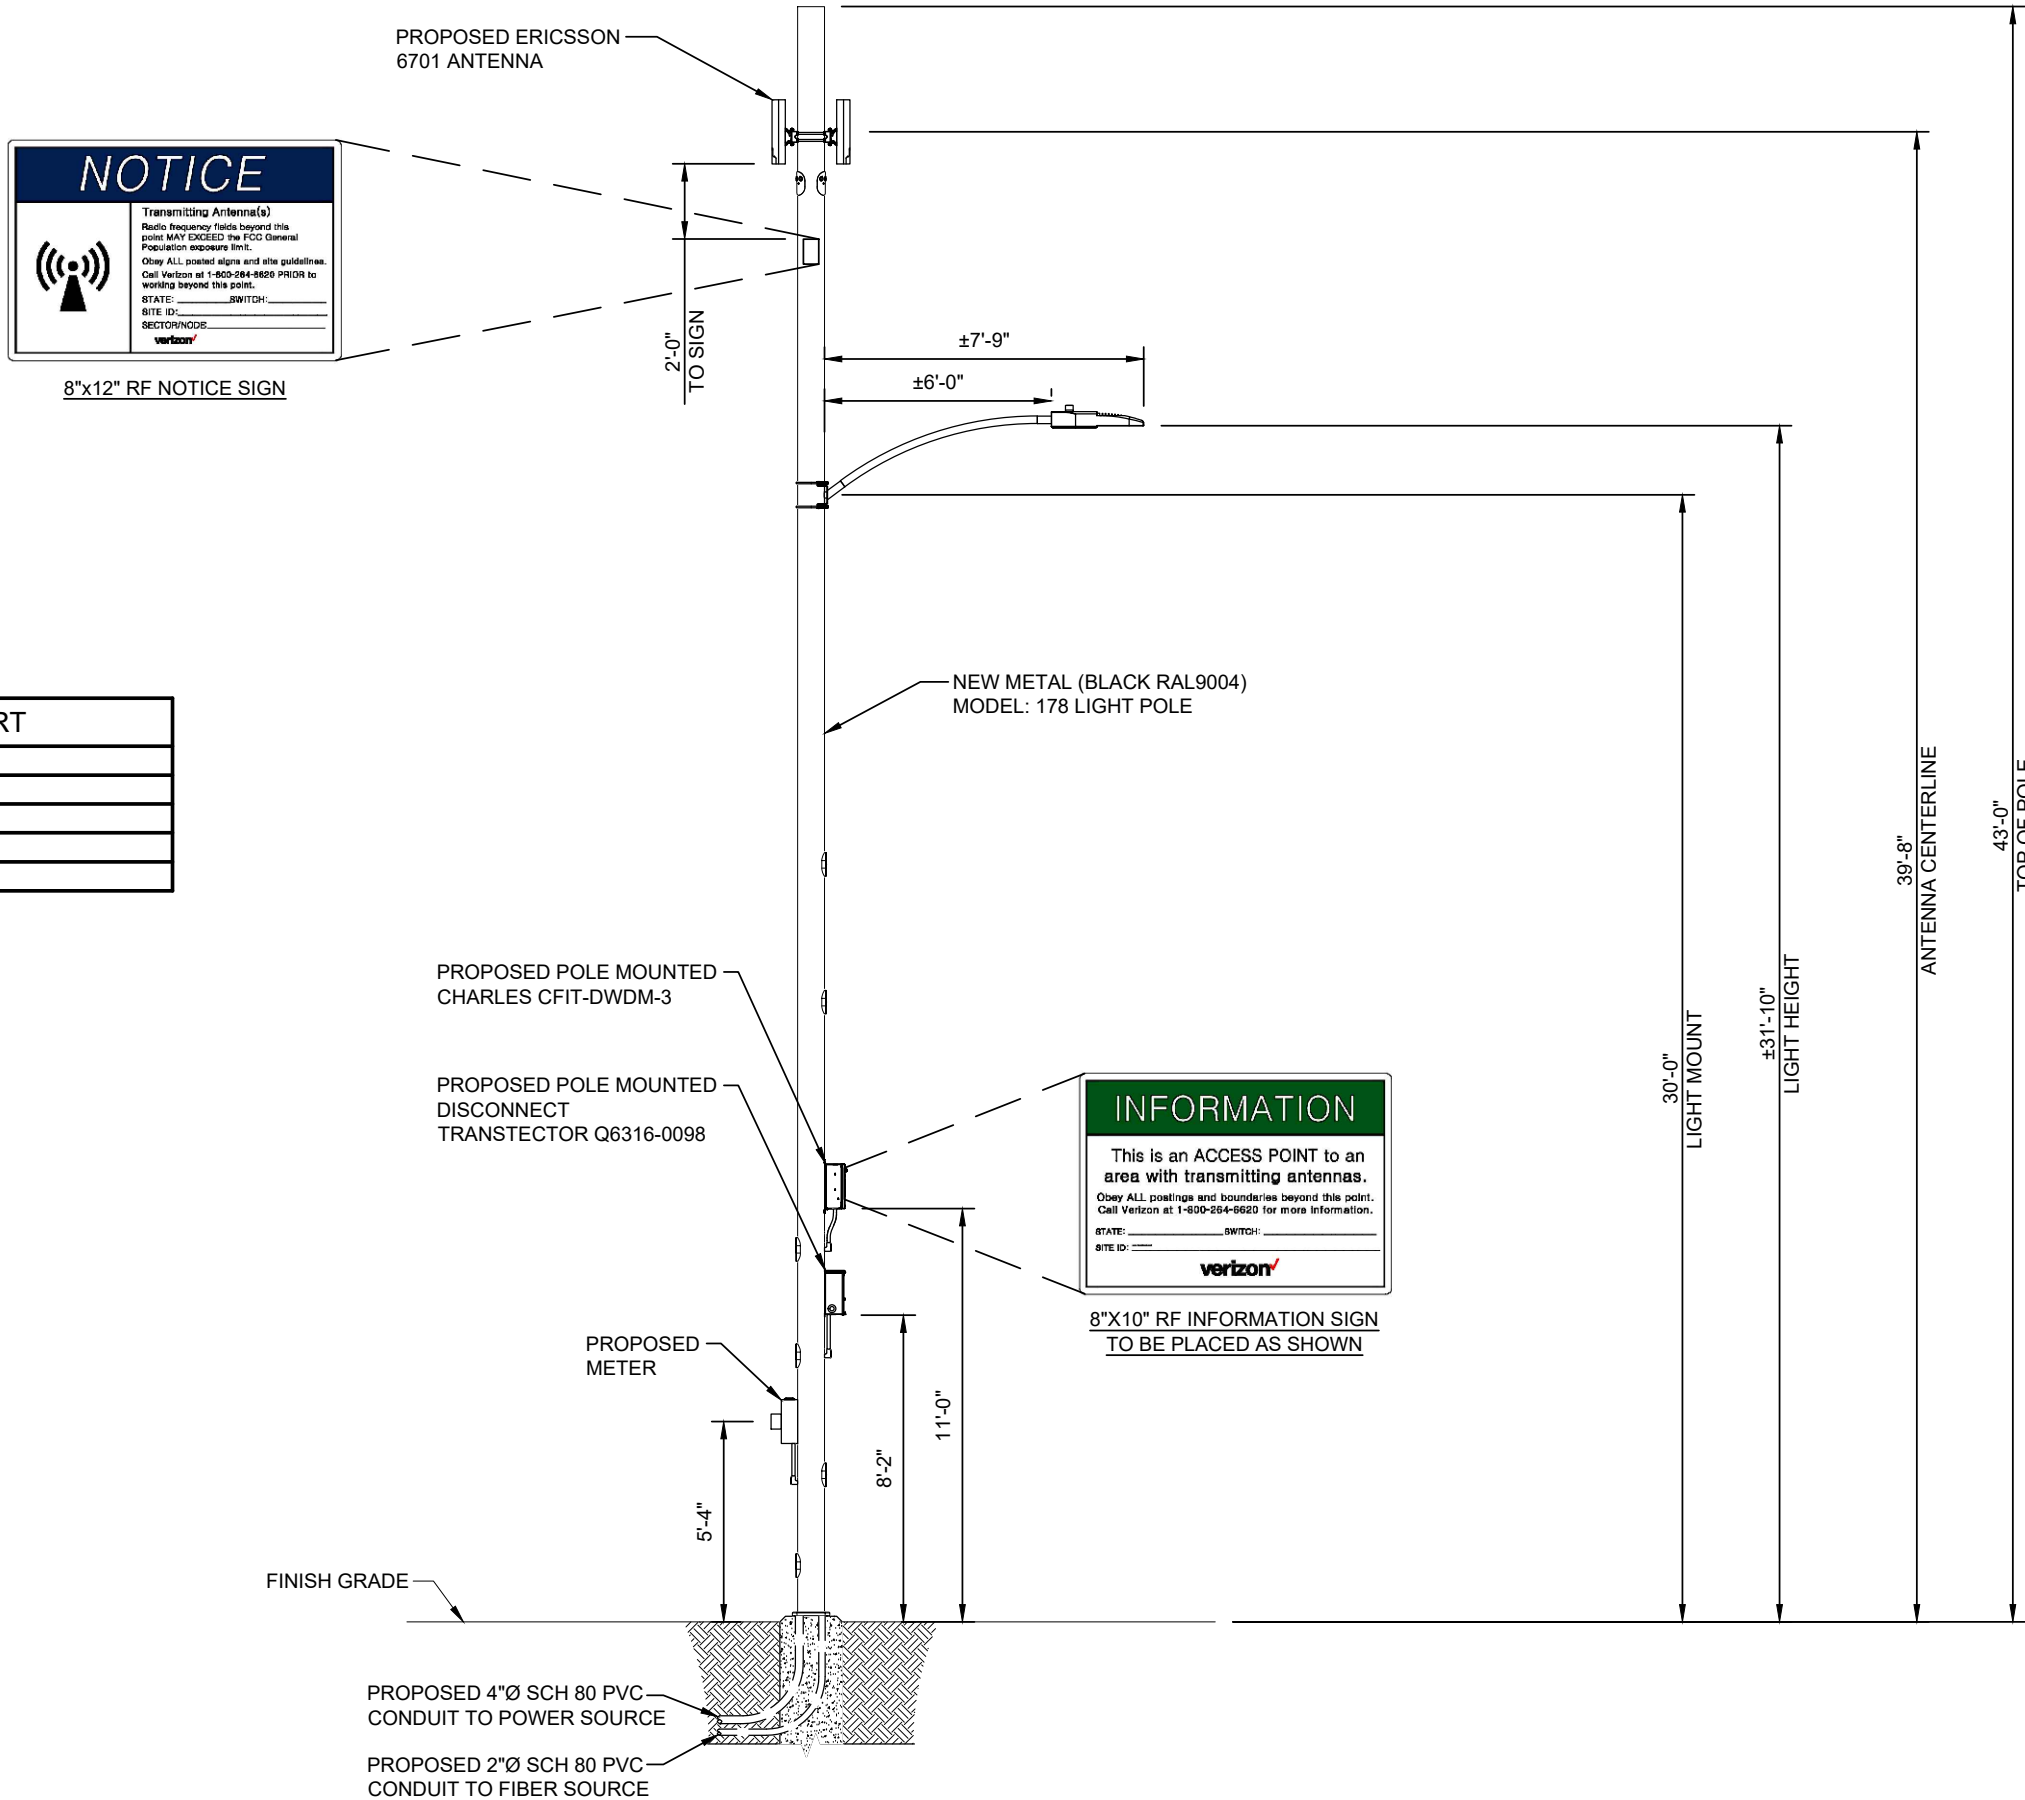 PROPOSED ERICSSON
6701 ANTENNA
NOTICE
Transmitting Antenna(s)
Radio frequency fields beyond this
point MAY EXCEED the FCC General
Population exposure limit.
Obey ALL posted signs and site guidelines.
Call Verizon at 1-800-264-6620 PRIOR to
working beyond this point.
STATE: SWITCH:
SITE ID:
SECTOR/NODE:
verizon
8"x12" RF NOTICE SIGN
2'-0"
TO SIGN
±7'-9"
±6'-0"
NEW METAL (BLACK RAL9004)
MODEL: 178 LIGHT POLE
RT
43'-0"
TOP OF POLE
39'-8"
ANTENNA CENTERLINE
±31'-10"
LIGHT HEIGHT
30'-0"
LIGHT MOUNT
PROPOSED POLE MOUNTED
CHARLES CFIT-DWDM-3
PROPOSED POLE MOUNTED
DISCONNECT
TRANSTECTOR Q6316-0098
INFORMATION
This is an ACCESS POINT to an
area with transmitting antennas.
Obey ALL postings and boundaries beyond this point.
Call Verizon at 1-800-264-6620 for more information.
STATE: SWITCH:
SITE ID:
verizon
8"X10" RF INFORMATION SIGN
TO BE PLACED AS SHOWN
PROPOSED
METER
11'-0"
8'-2"
5'-4"
FINISH GRADE
PROPOSED 4"Ø SCH 80 PVC
CONDUIT TO POWER SOURCE
PROPOSED 2"Ø SCH 80 PVC
CONDUIT TO FIBER SOURCE